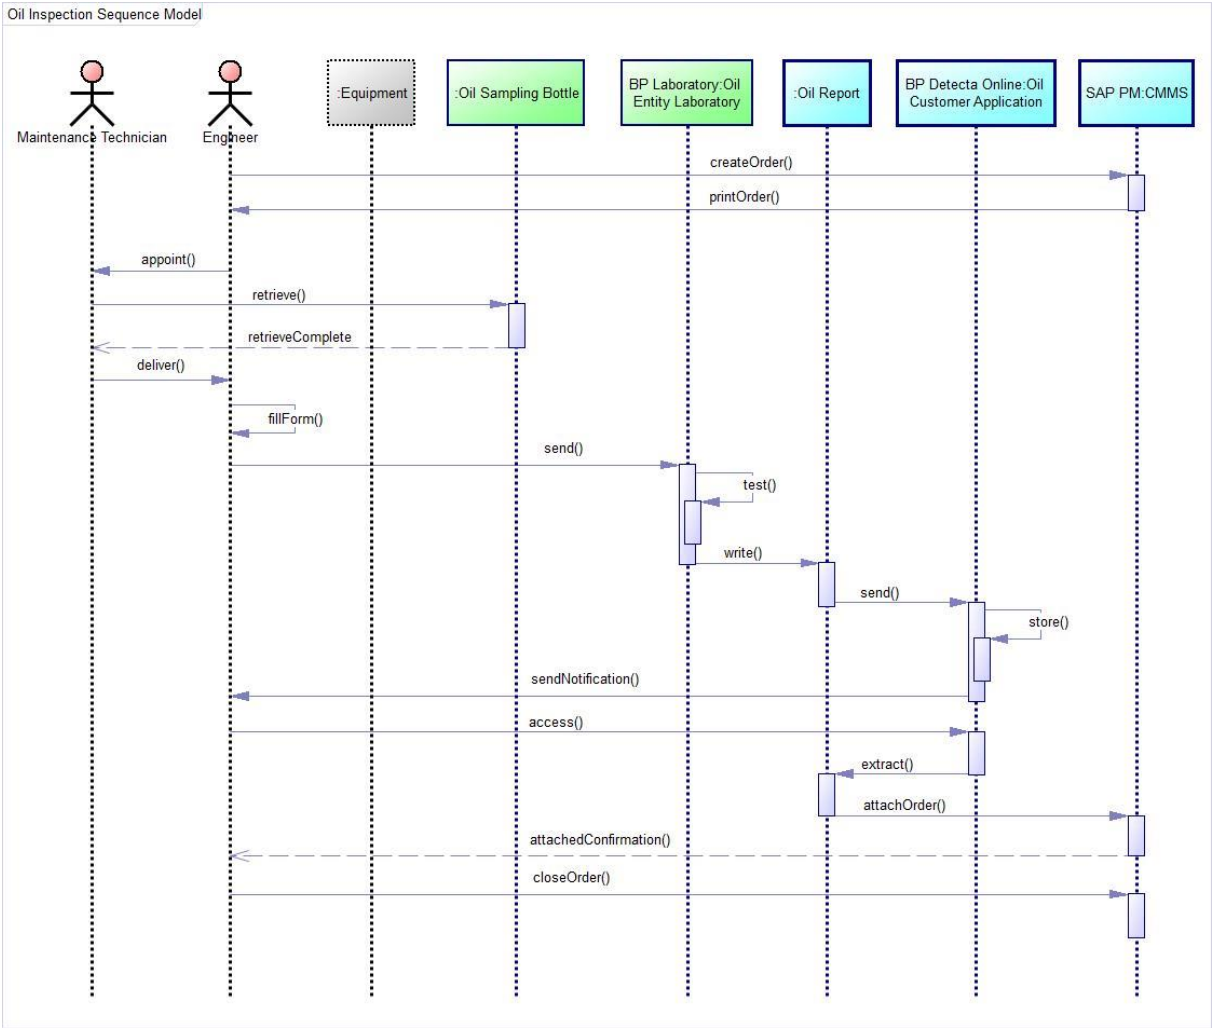 Oil Inspection Sequence Model
Maintenance Technician
Engineer
:Equipment
:Oil Sampling Bottle
BP Laboratory:Oil
Entity Laboratory
:Oil Report
BP Detecta Online:Oil
Customer Application
SAP PM:CMMS
createOrder()
printOrder()
appoint()
retrieve()
retrieveComplete
deliver()
fillForm()
send()
test()
write()
send()
store()
sendNotification()
access()
extract()
attachOrder()
attachedConfirmation()
closeOrder()